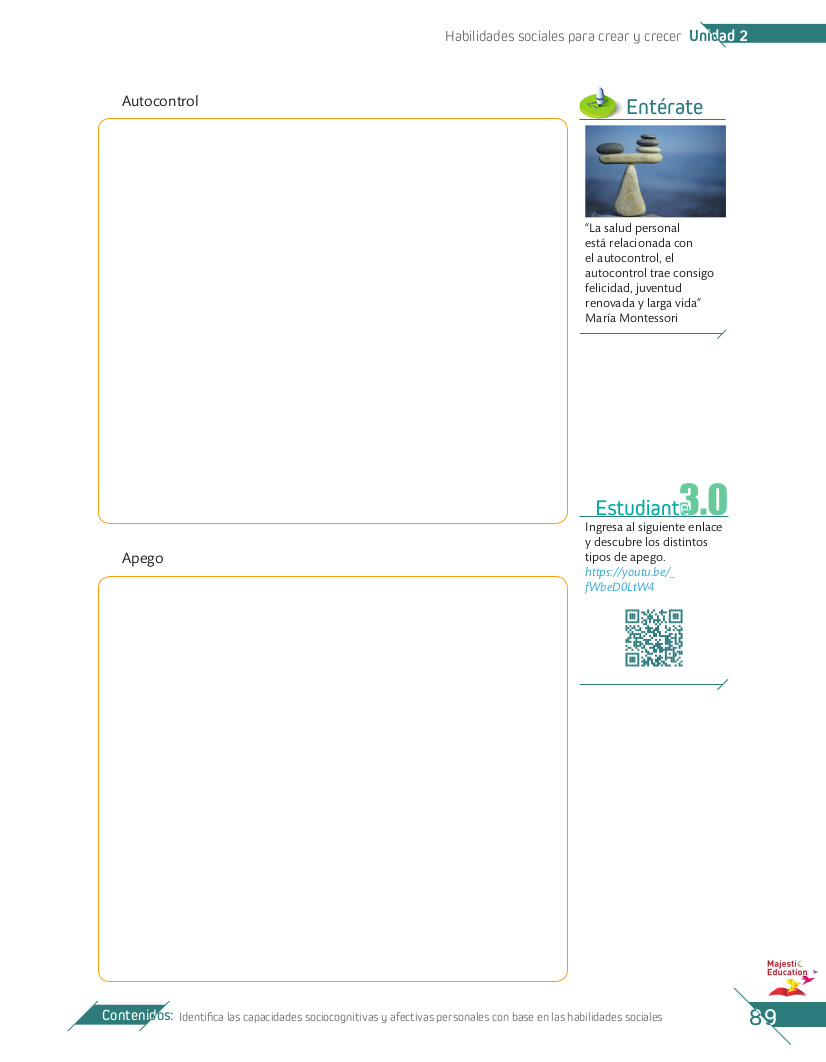 Habilidades sociales para crear y crecer Unidad 2
Autocontrol
Entérate
“La salud personal
está relacionada con
el autocontrol, el
autocontrol trae consigo
felicidad, juventud
renovada y larga vida”
María Montessori
Estudiante 3.0
Ingresa al siguiente enlace
y descubre los distintos
tipos de apego.
https://youtu.be/_
fWbeD0LtW4
Apego
Majestic
Education
Contenidos: Identifica las capacidades sociocognitivas y afectivas personales con base en las habilidades sociales
89